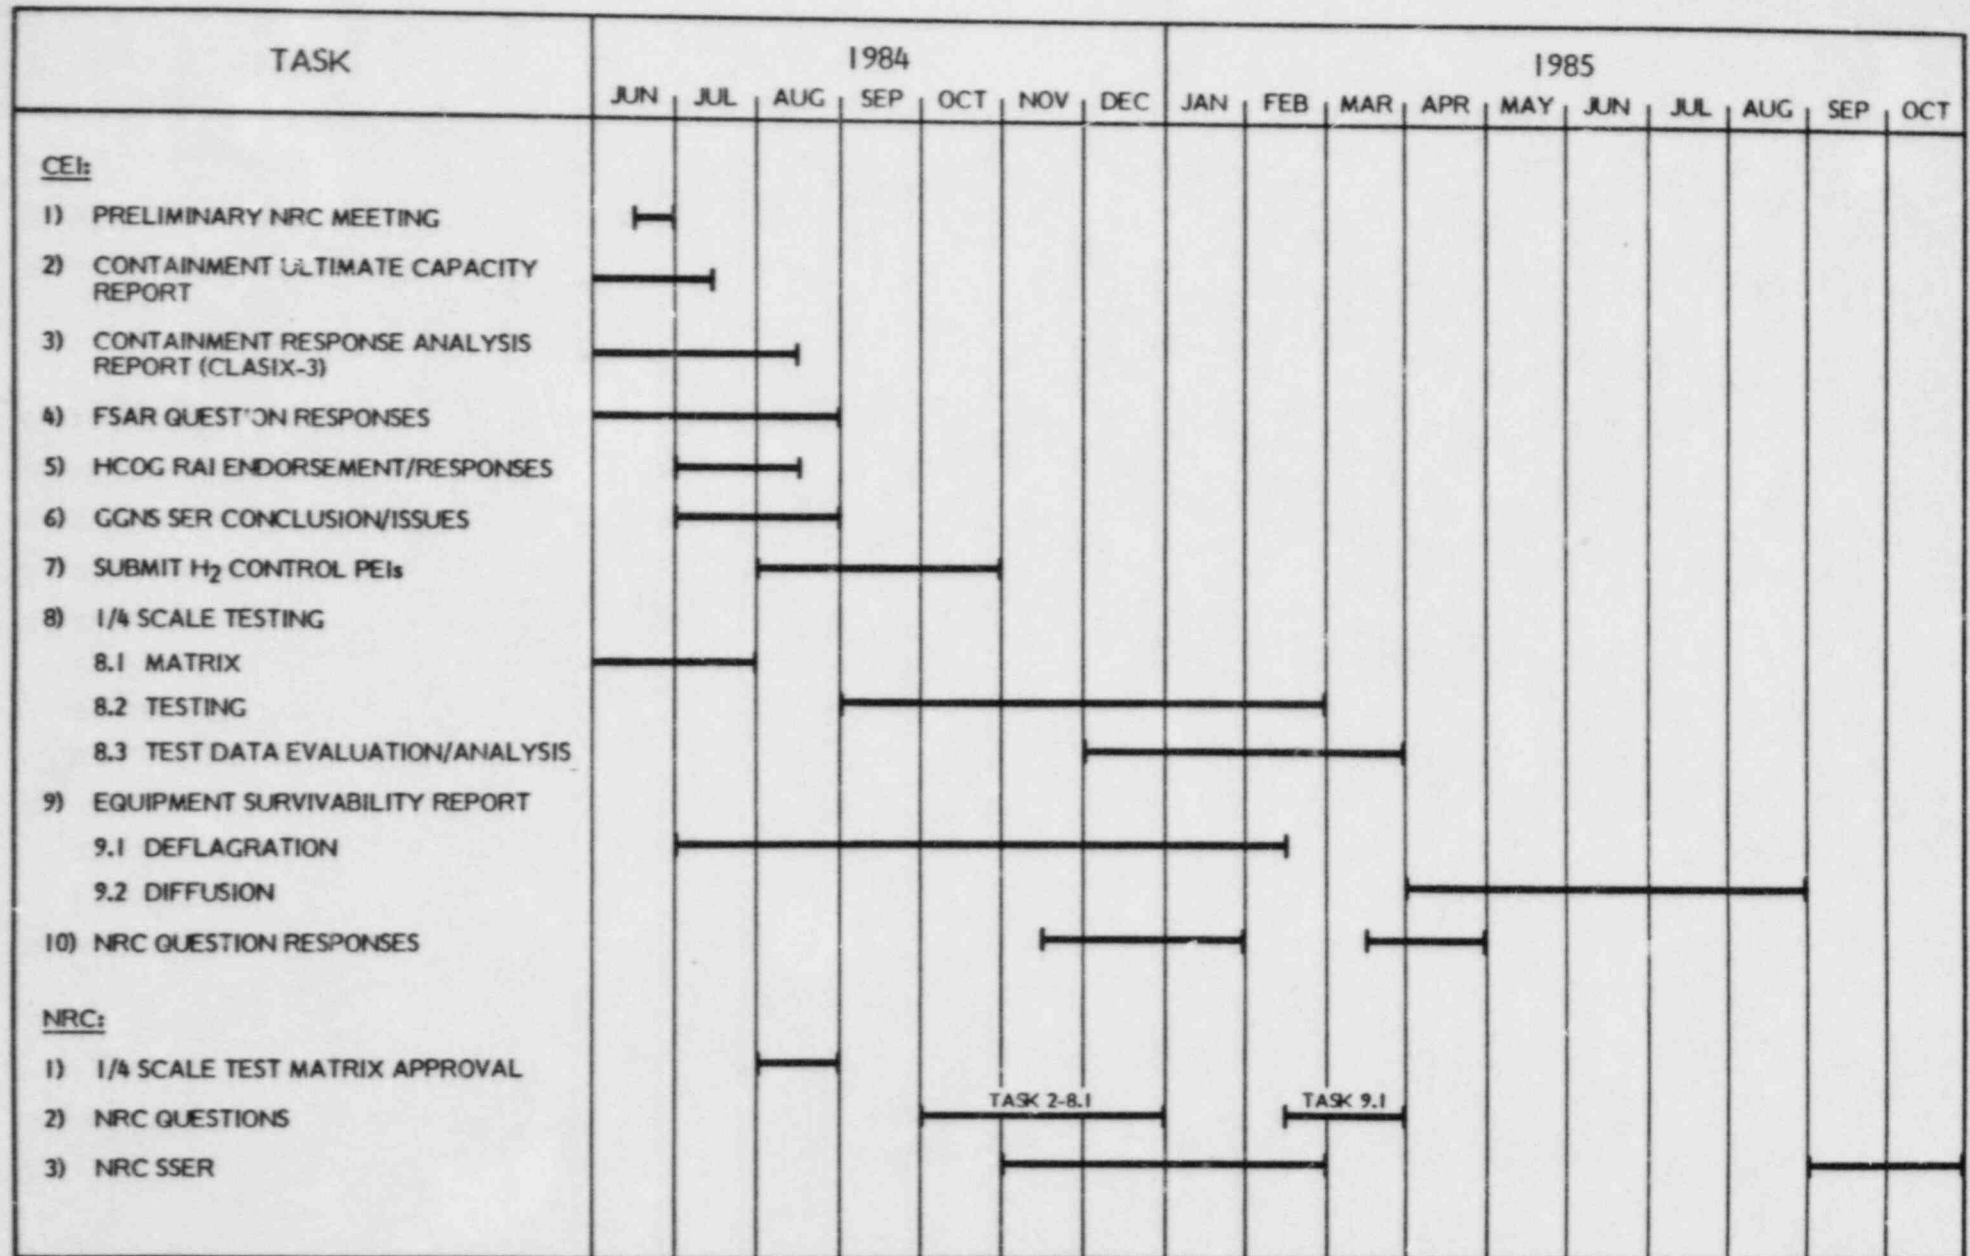 TASK
1984
1985
JUN JUL AUG SEP OCT NOV DEC JAN FEB MAR APR MAY JUN JUL AUG SEP OCT
CEI:
1) PRELIMINARY NRC MEETING
2) CONTAINMENT ULTIMATE CAPACITY
REPORT
3) CONTAINMENT RESPONSE ANALYSIS
REPORT (CLASIX-3)
4) FSAR QUESTION RESPONSES
5) HCOG RAI ENDORSEMENT/RESPONSES
6) GGNS SER CONCLUSION/ISSUES
7) SUBMIT H2 CONTROL PEIs
8) 1/4 SCALE TESTING
8.1 MATRIX
8.2 TESTING
8.3 TEST DATA EVALUATION/ANALYSIS
9) EQUIPMENT SURVIVABILITY REPORT
9.1 DEFLAGRATION
9.2 DIFFUSION
10) NRC QUESTION RESPONSES
NRC:
1) 1/4 SCALE TEST MATRIX APPROVAL
2) NRC QUESTIONS
TASK 2-8.1
TASK 9.1
3) NRC SSER